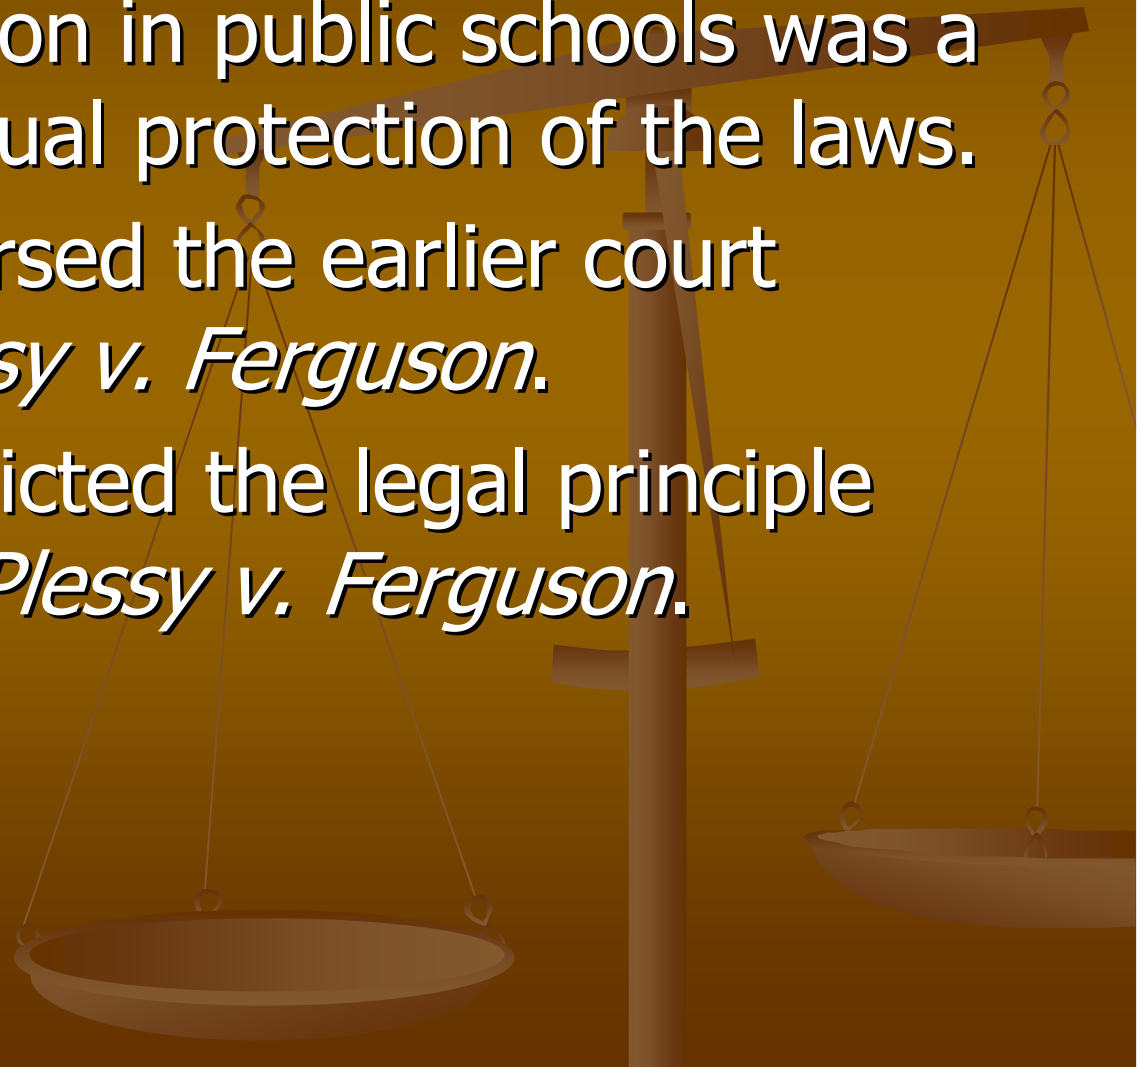 on in public schools was a
ual protection of the laws.
rsed the earlier court
sy v. Ferguson.
icted the legal principle
Plessy v. Ferguson.